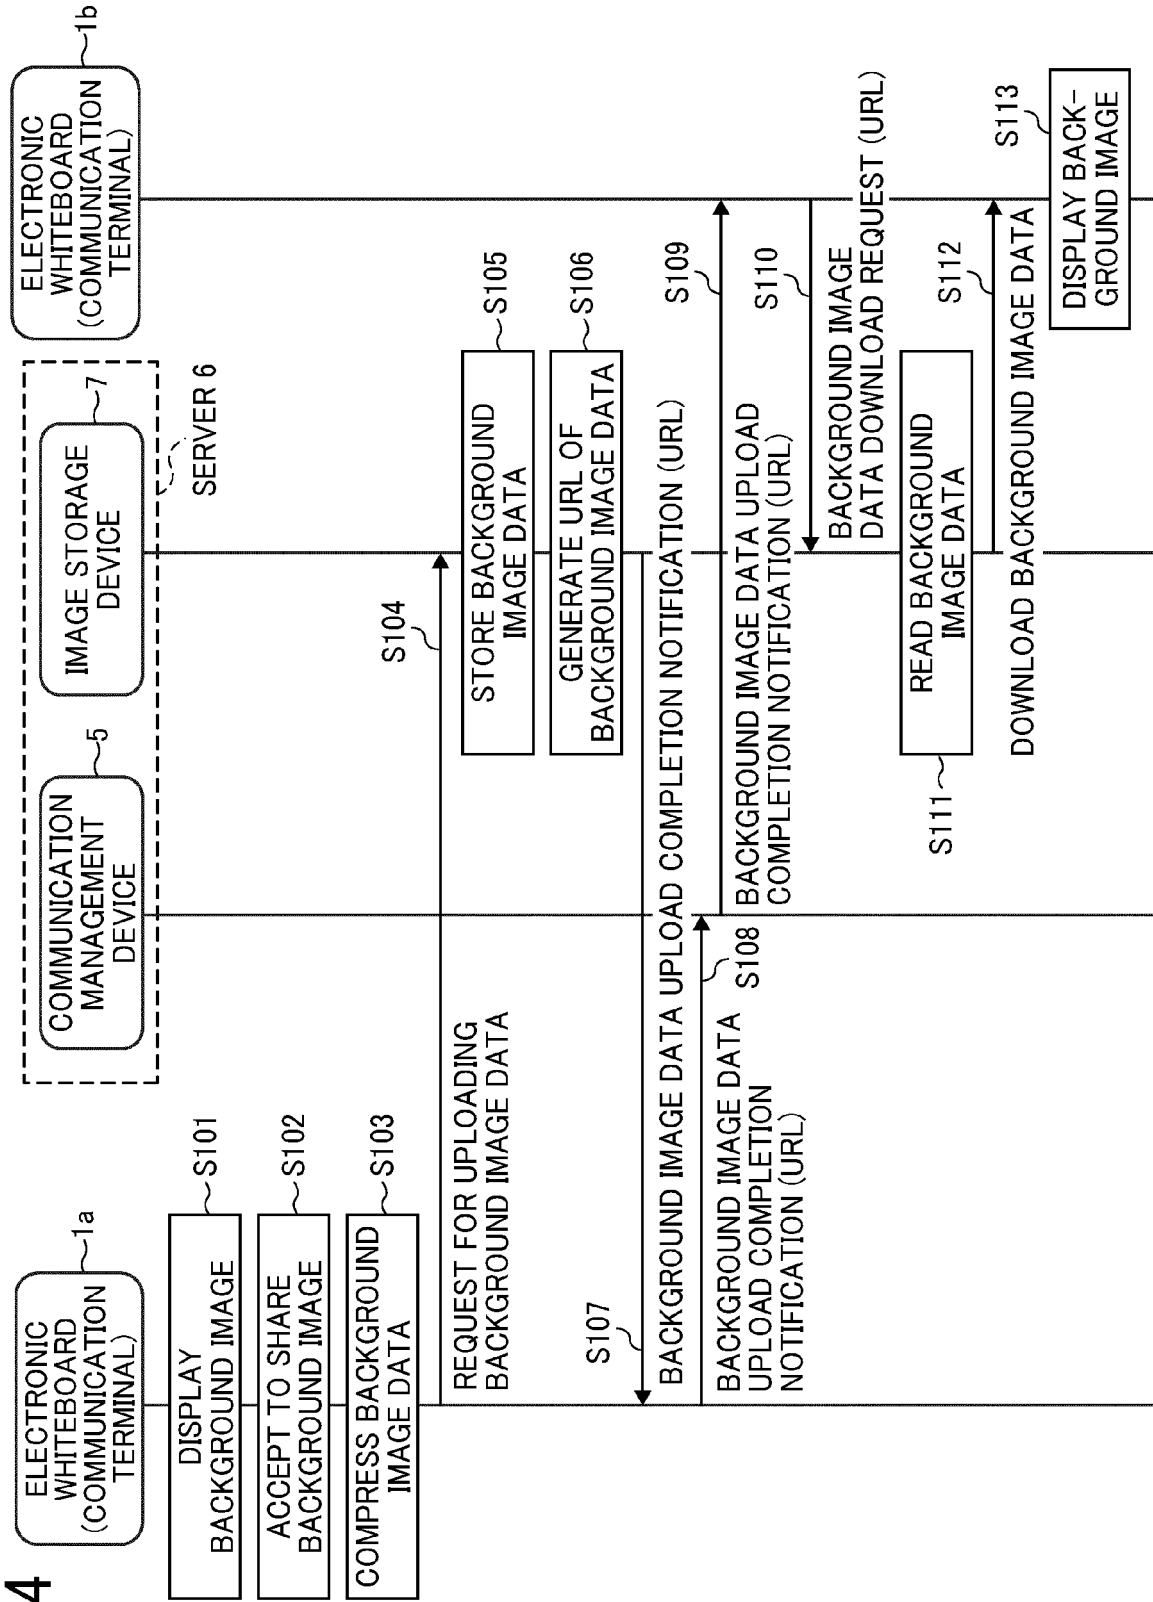 4
ELECTRONIC
WHITEBOARD
(COMMUNICATION
TERMINAL)
1a
COMMUNICATION
MANAGEMENT
DEVICE
5
IMAGE STORAGE
DEVICE
7
SERVER 6
ELECTRONIC
WHITEBOARD
(COMMUNICATION
TERMINAL)
1b
DISPLAY
BACKGROUND IMAGE
S101
ACCEPT TO SHARE
BACKGROUND IMAGE
S102
COMPRESS BACKGROUND
IMAGE DATA
S103
S104
REQUEST FOR UPLOADING
BACKGROUND IMAGE DATA
STORE BACKGROUND
IMAGE DATA
S105
GENERATE URL OF
BACKGROUND IMAGE DATA
S106
S107
BACKGROUND IMAGE DATA UPLOAD COMPLETION NOTIFICATION (URL)
S108
BACKGROUND IMAGE DATA
UPLOAD COMPLETION
NOTIFICATION (URL)
S109
BACKGROUND IMAGE DATA UPLOAD
COMPLETION NOTIFICATION (URL)
S110
BACKGROUND IMAGE
DATA DOWNLOAD REQUEST (URL)
READ BACKGROUND
IMAGE DATA
S111
S112
DOWNLOAD BACKGROUND IMAGE DATA
S113
DISPLAY BACK-
GROUND IMAGE